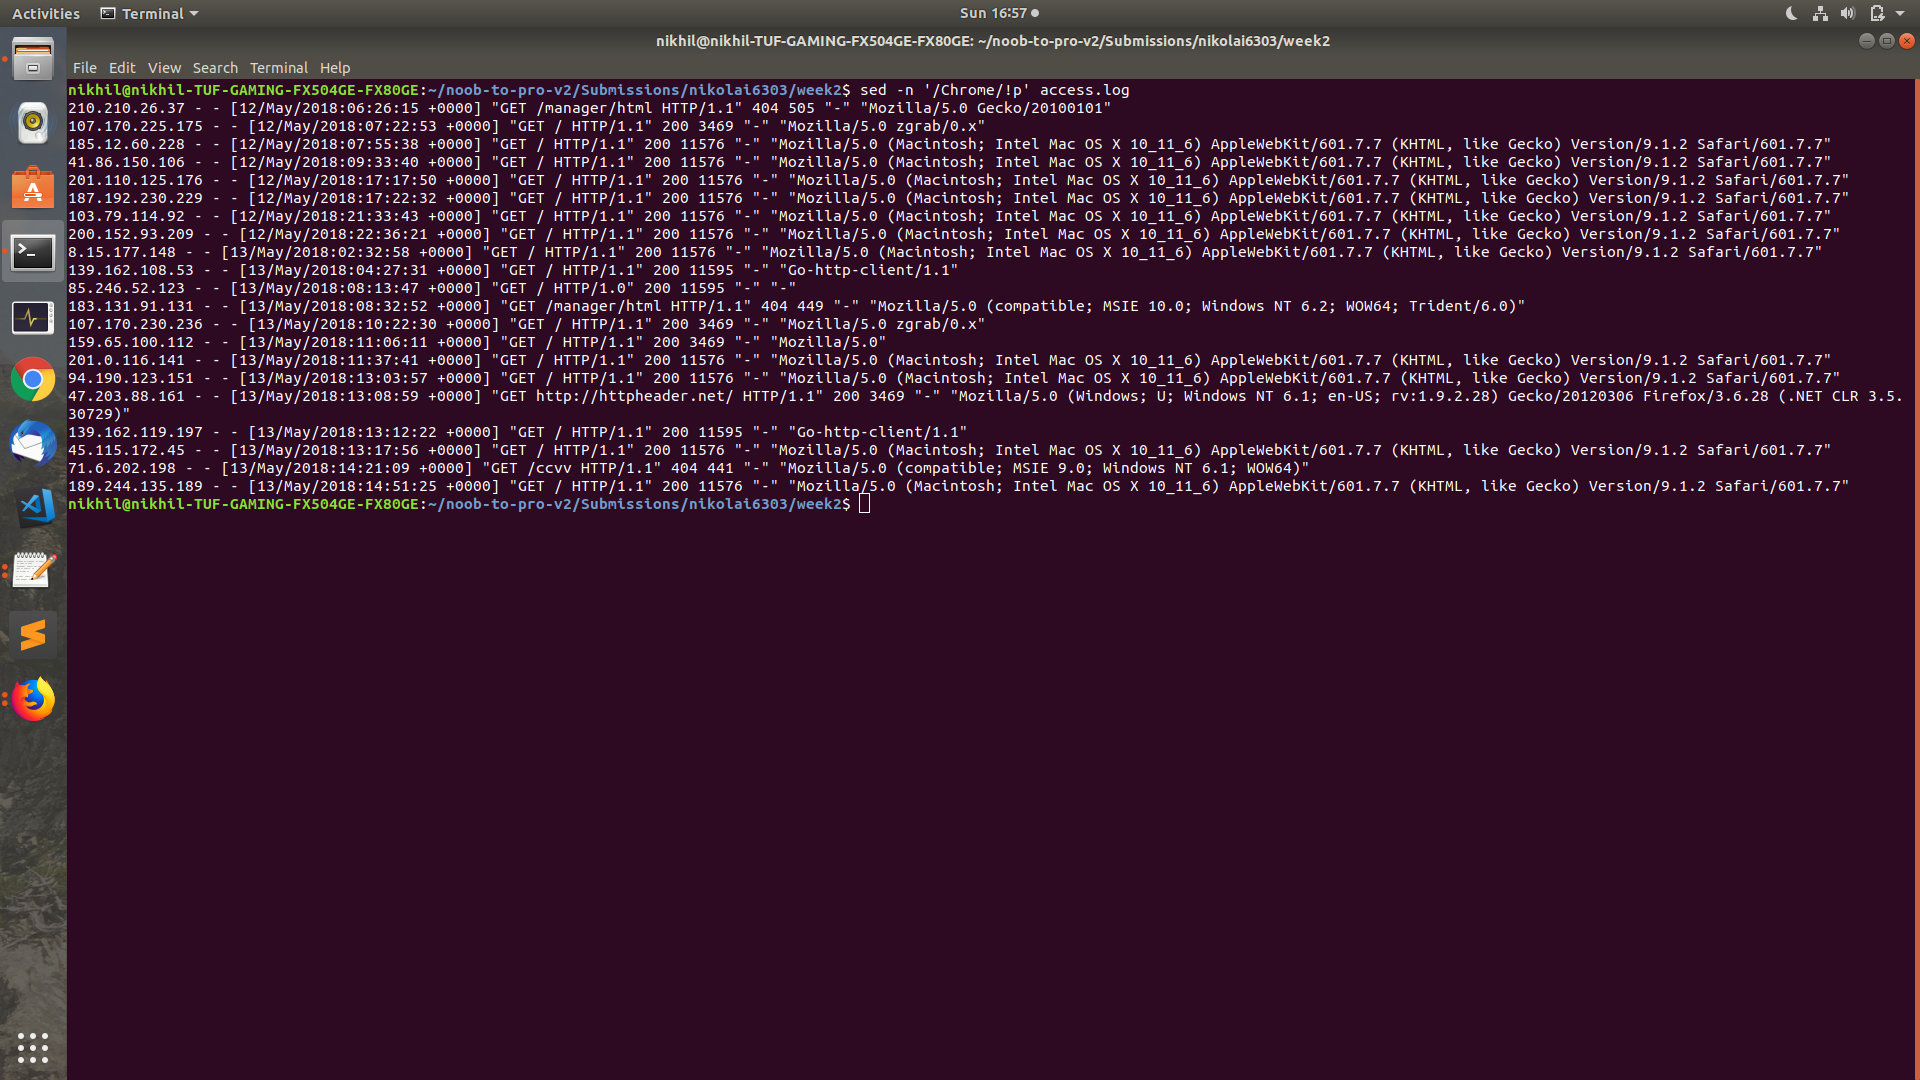 Activities Terminal Sun 16:57
nikhil@nikhil-TUF-GAMING-FX504GE-FX80GE: ~/noob-to-pro-v2/Submissions/nikolai6303/week2
File Edit View Search Terminal Help
nikhil@nikhil-TUF-GAMING-FX504GE-FX80GE:~/noob-to-pro-v2/Submissions/nikolai6303/week2$ sed -n '/Chrome/!p' access.log
210.210.26.37 - - [12/May/2018:06:26:15 +0000] "GET /manager/html HTTP/1.1" 404 505 "-" "Mozilla/5.0 Gecko/20100101"
107.170.225.175 - - [12/May/2018:07:22:53 +0000] "GET / HTTP/1.1" 200 3469 "-" "Mozilla/5.0 zgrab/0.x"
185.12.60.228 - - [12/May/2018:07:55:38 +0000] "GET / HTTP/1.1" 200 11576 "-" "Mozilla/5.0 (Macintosh; Intel Mac OS X 10_11_6) AppleWebKit/601.7.7 (KHTML, like Gecko) Version/9.1.2 Safari/601.7.7"
41.86.150.106 - - [12/May/2018:09:33:40 +0000] "GET / HTTP/1.1" 200 11576 "-" "Mozilla/5.0 (Macintosh; Intel Mac OS X 10_11_6) AppleWebKit/601.7.7 (KHTML, like Gecko) Version/9.1.2 Safari/601.7.7"
201.110.125.176 - - [12/May/2018:17:17:50 +0000] "GET / HTTP/1.1" 200 11576 "-" "Mozilla/5.0 (Macintosh; Intel Mac OS X 10_11_6) AppleWebKit/601.7.7 (KHTML, like Gecko) Version/9.1.2 Safari/601.7.7"
187.192.230.229 - - [12/May/2018:17:22:32 +0000] "GET / HTTP/1.1" 200 11576 "-" "Mozilla/5.0 (Macintosh; Intel Mac OS X 10_11_6) AppleWebKit/601.7.7 (KHTML, like Gecko) Version/9.1.2 Safari/601.7.7"
103.79.114.92 - - [12/May/2018:21:33:43 +0000] "GET / HTTP/1.1" 200 11576 "-" "Mozilla/5.0 (Macintosh; Intel Mac OS X 10_11_6) AppleWebKit/601.7.7 (KHTML, like Gecko) Version/9.1.2 Safari/601.7.7"
200.152.93.209 - - [12/May/2018:22:36:21 +0000] "GET / HTTP/1.1" 200 11576 "-" "Mozilla/5.0 (Macintosh; Intel Mac OS X 10_11_6) AppleWebKit/601.7.7 (KHTML, like Gecko) Version/9.1.2 Safari/601.7.7"
8.15.177.148 - - [13/May/2018:02:32:58 +0000] "GET / HTTP/1.1" 200 11576 "-" "Mozilla/5.0 (Macintosh; Intel Mac OS X 10_11_6) AppleWebKit/601.7.7 (KHTML, like Gecko) Version/9.1.2 Safari/601.7.7"
139.162.108.53 - - [13/May/2018:04:27:31 +0000] "GET / HTTP/1.1" 200 11595 "-" "Go-http-client/1.1"
85.246.52.123 - - [13/May/2018:08:13:47 +0000] "GET / HTTP/1.0" 200 11595 "-" "-"
183.131.91.131 - - [13/May/2018:08:32:52 +0000] "GET /manager/html HTTP/1.1" 404 449 "-" "Mozilla/5.0 (compatible; MSIE 10.0; Windows NT 6.2; WOW64; Trident/6.0)"
107.170.230.236 - - [13/May/2018:10:22:30 +0000] "GET / HTTP/1.1" 200 3469 "-" "Mozilla/5.0 zgrab/0.x"
159.65.100.112 - - [13/May/2018:11:06:11 +0000] "GET / HTTP/1.1" 200 3469 "-" "Mozilla/5.0"
201.0.116.141 - - [13/May/2018:11:37:41 +0000] "GET / HTTP/1.1" 200 11576 "-" "Mozilla/5.0 (Macintosh; Intel Mac OS X 10_11_6) AppleWebKit/601.7.7 (KHTML, like Gecko) Version/9.1.2 Safari/601.7.7"
94.190.123.151 - - [13/May/2018:13:03:57 +0000] "GET / HTTP/1.1" 200 11576 "-" "Mozilla/5.0 (Macintosh; Intel Mac OS X 10_11_6) AppleWebKit/601.7.7 (KHTML, like Gecko) Version/9.1.2 Safari/601.7.7"
47.203.88.161 - - [13/May/2018:13:08:59 +0000] "GET http://httpheader.net/ HTTP/1.1" 200 3469 "-" "Mozilla/5.0 (Windows; U; Windows NT 6.1; en-US; rv:1.9.2.28) Gecko/20120306 Firefox/3.6.28 (.NET CLR 3.5.
30729)"
139.162.119.197 - - [13/May/2018:13:12:22 +0000] "GET / HTTP/1.1" 200 11595 "-" "Go-http-client/1.1"
45.115.172.45 - - [13/May/2018:13:17:56 +0000] "GET / HTTP/1.1" 200 11576 "-" "Mozilla/5.0 (Macintosh; Intel Mac OS X 10_11_6) AppleWebKit/601.7.7 (KHTML, like Gecko) Version/9.1.2 Safari/601.7.7"
71.6.202.198 - - [13/May/2018:14:21:09 +0000] "GET /ccvv HTTP/1.1" 404 441 "-" "Mozilla/5.0 (compatible; MSIE 9.0; Windows NT 6.1; WOW64)"
189.244.135.189 - - [13/May/2018:14:51:25 +0000] "GET / HTTP/1.1" 200 11576 "-" "Mozilla/5.0 (Macintosh; Intel Mac OS X 10_11_6) AppleWebKit/601.7.7 (KHTML, like Gecko) Version/9.1.2 Safari/601.7.7"
nikhil@nikhil-TUF-GAMING-FX504GE-FX80GE:~/noob-to-pro-v2/Submissions/nikolai6303/week2$